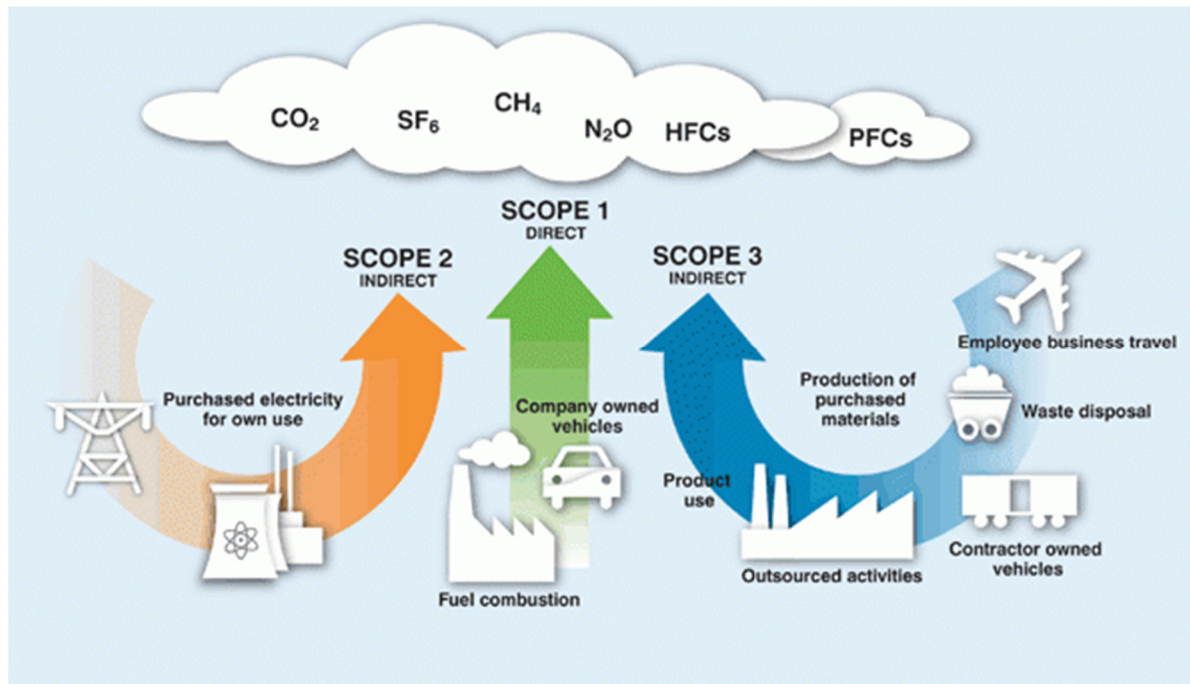 CO₂
SF₆
CH₄
N₂O
HFCs
PFCs
SCOPE 1
DIRECT
SCOPE 2
INDIRECT
SCOPE 3
INDIRECT
Purchased electricity
for own use
Company owned
vehicles
Fuel combustion
Product
use
Production of
purchased
materials
Outsourced activities
Employee business travel
Waste disposal
Contractor owned
vehicles